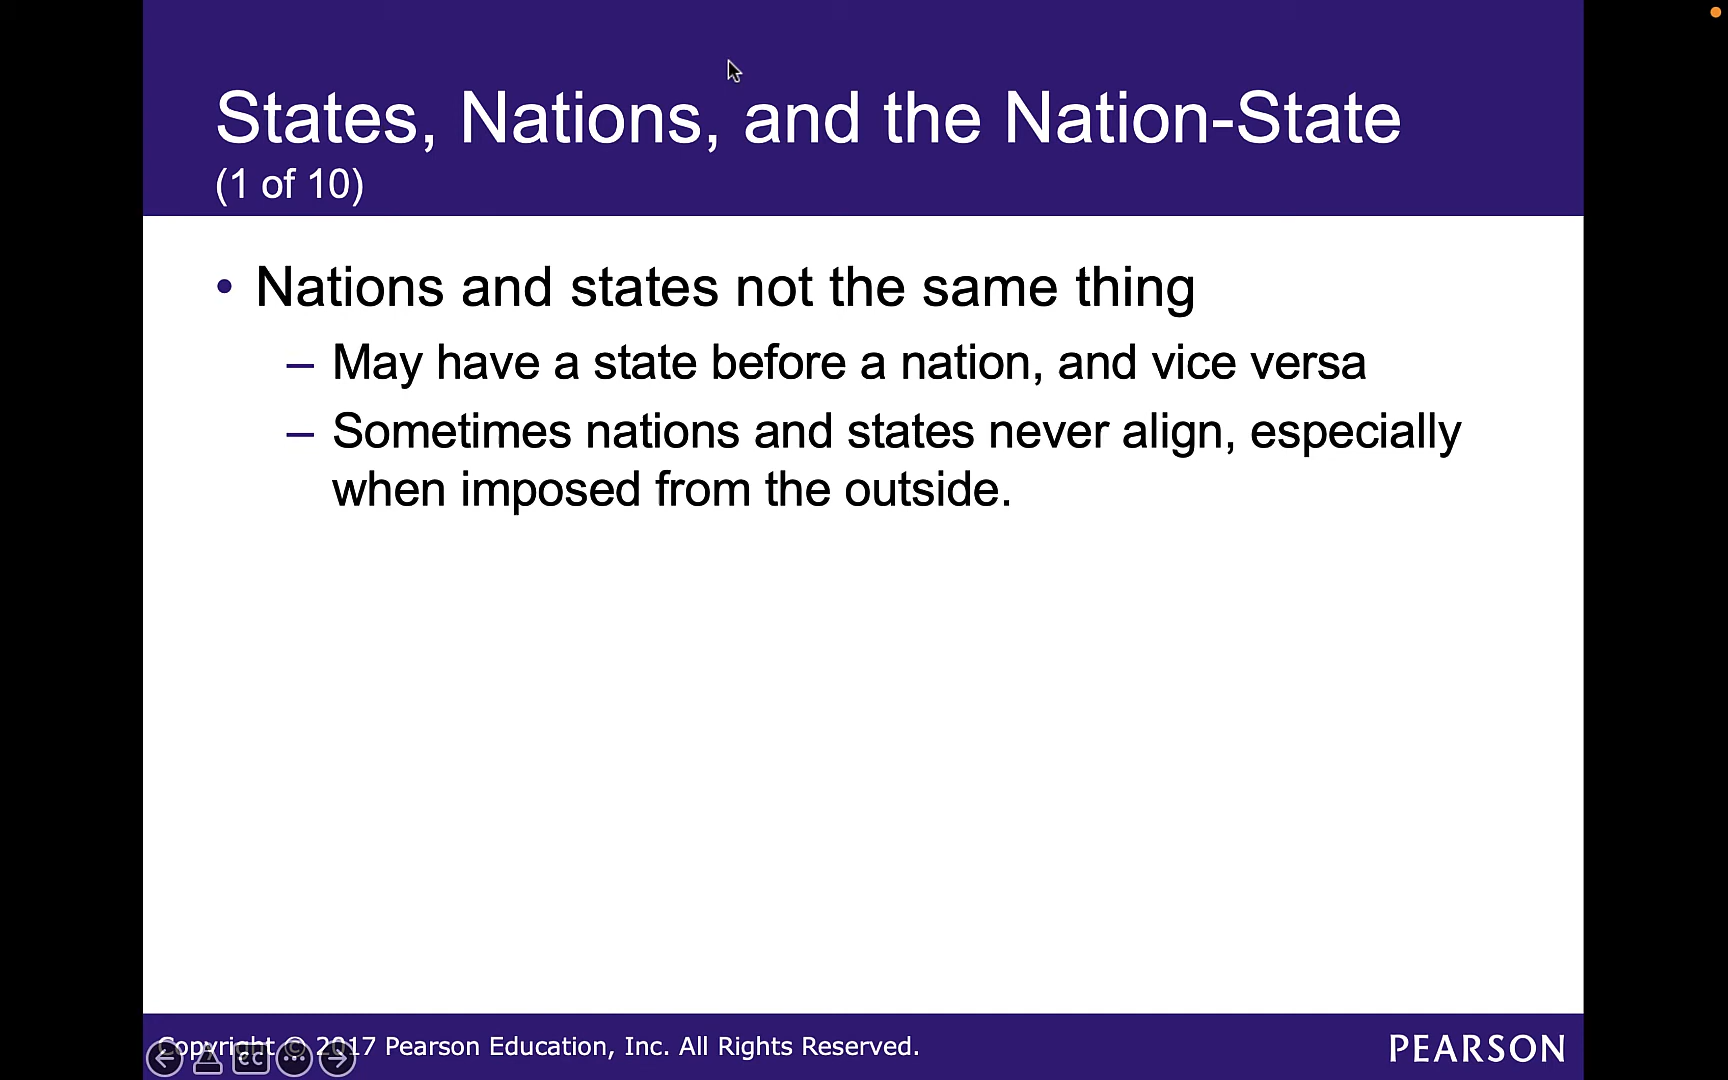 States, Nations, and the Nation-State
(1 of 10)
• Nations and states not the same thing
– May have a state before a nation, and vice versa
– Sometimes nations and states never align, especially
when imposed from the outside.
Copyright © 2017 Pearson Education, Inc. All Rights Reserved.
CC
PEARSON